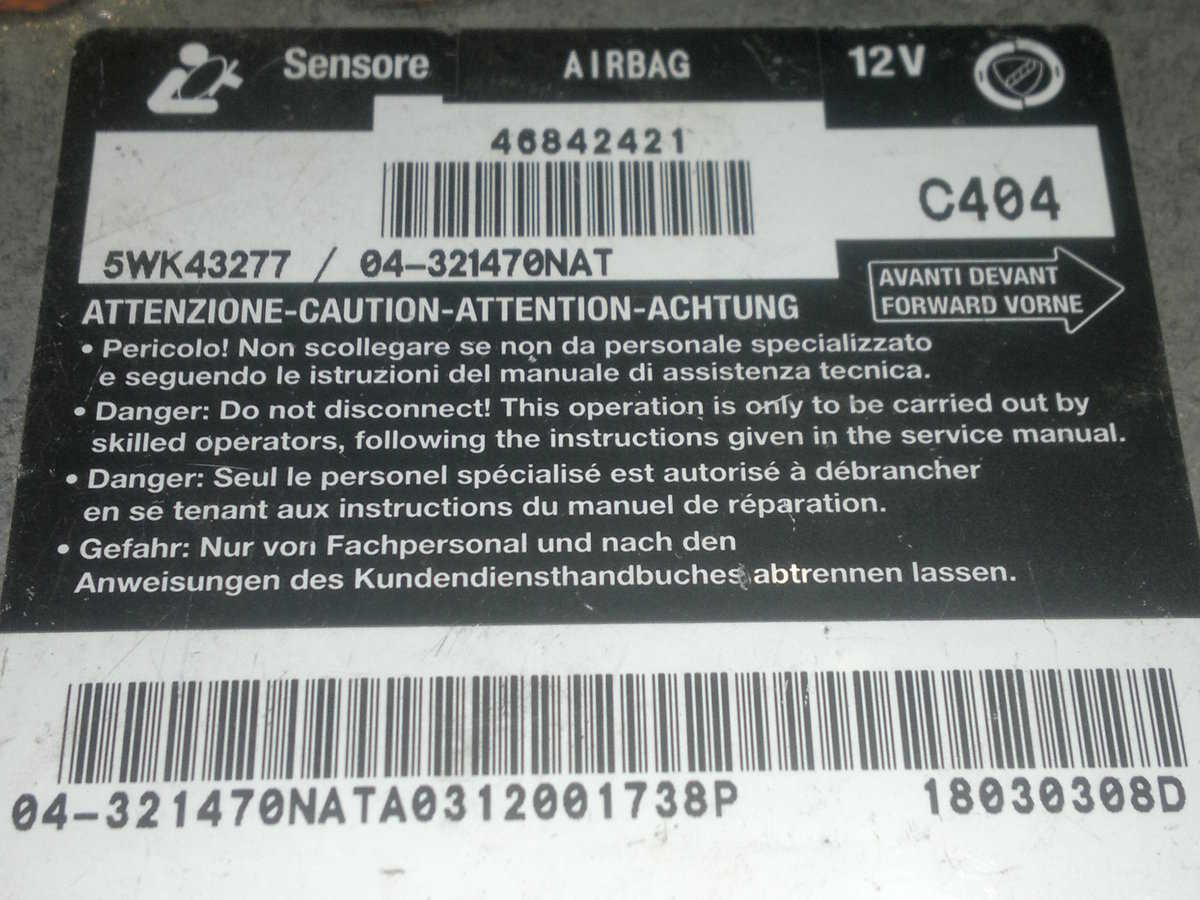 Sensore AIRBAG 12V
46842421
C404
5WK43277 / 04-321470NAT
AVANTI DEVANT
FORWARD VORNE
ATTENZIONE-CAUTION-ATTENTION-ACHTUNG
• Pericolo! Non scollegare se non da personale specializzato
e seguendo le istruzioni del manuale di assistenza tecnica.
• Danger: Do not disconnect! This operation is only to be carried out by
skilled operators, following the instructions given in the service manual.
• Danger: Seul le personel spécialisé est autorisé à débrancher
en se tenant aux instructions du manuel de réparation.
• Gefahr: Nur von Fachpersonal und nach den
Anweisungen des Kundendiensthandbuches abtrennen lassen.
04-321470NATA0312001738P 18030308D